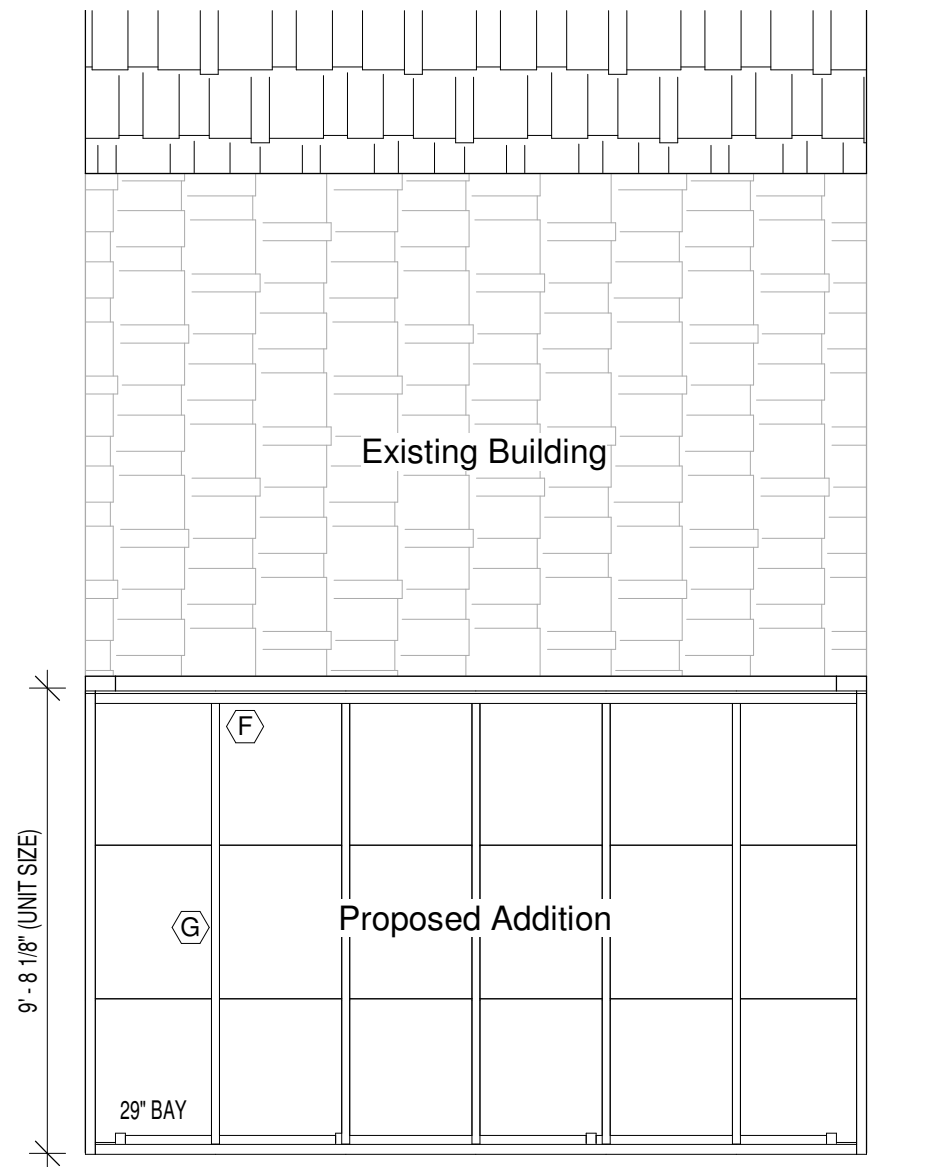 Existing Building
F
9' - 8 1/8" (UNIT SIZE)
G
Proposed Addition
29" BAY